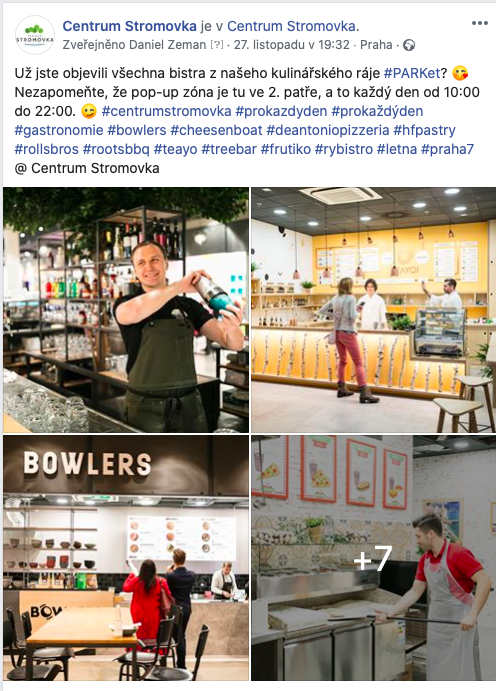 Centrum Stromovka je v Centrum Stromovka.
Zveřejněno Daniel Zeman [?] · 27. listopadu v 19:32 · Praha ·
STROMOVKA
Už jste objevili všechna bistra z našeho kulinářského ráje #PARKet? 😘
Nezapomeňte, že pop-up zóna je tu ve 2. patře, a to každý den od 10:00
do 22:00. 😉 #centrumstromovka #prokazdyden #prokaždýden
#gastronomie #bowlers #cheesenboat #deantoniopizzeria #hfpastry
#rollsbros #rootsbbq #teayo #treebar #frutiko #rybistro #letna #praha7
@ Centrum Stromovka
BOWLERS
BOW
+7